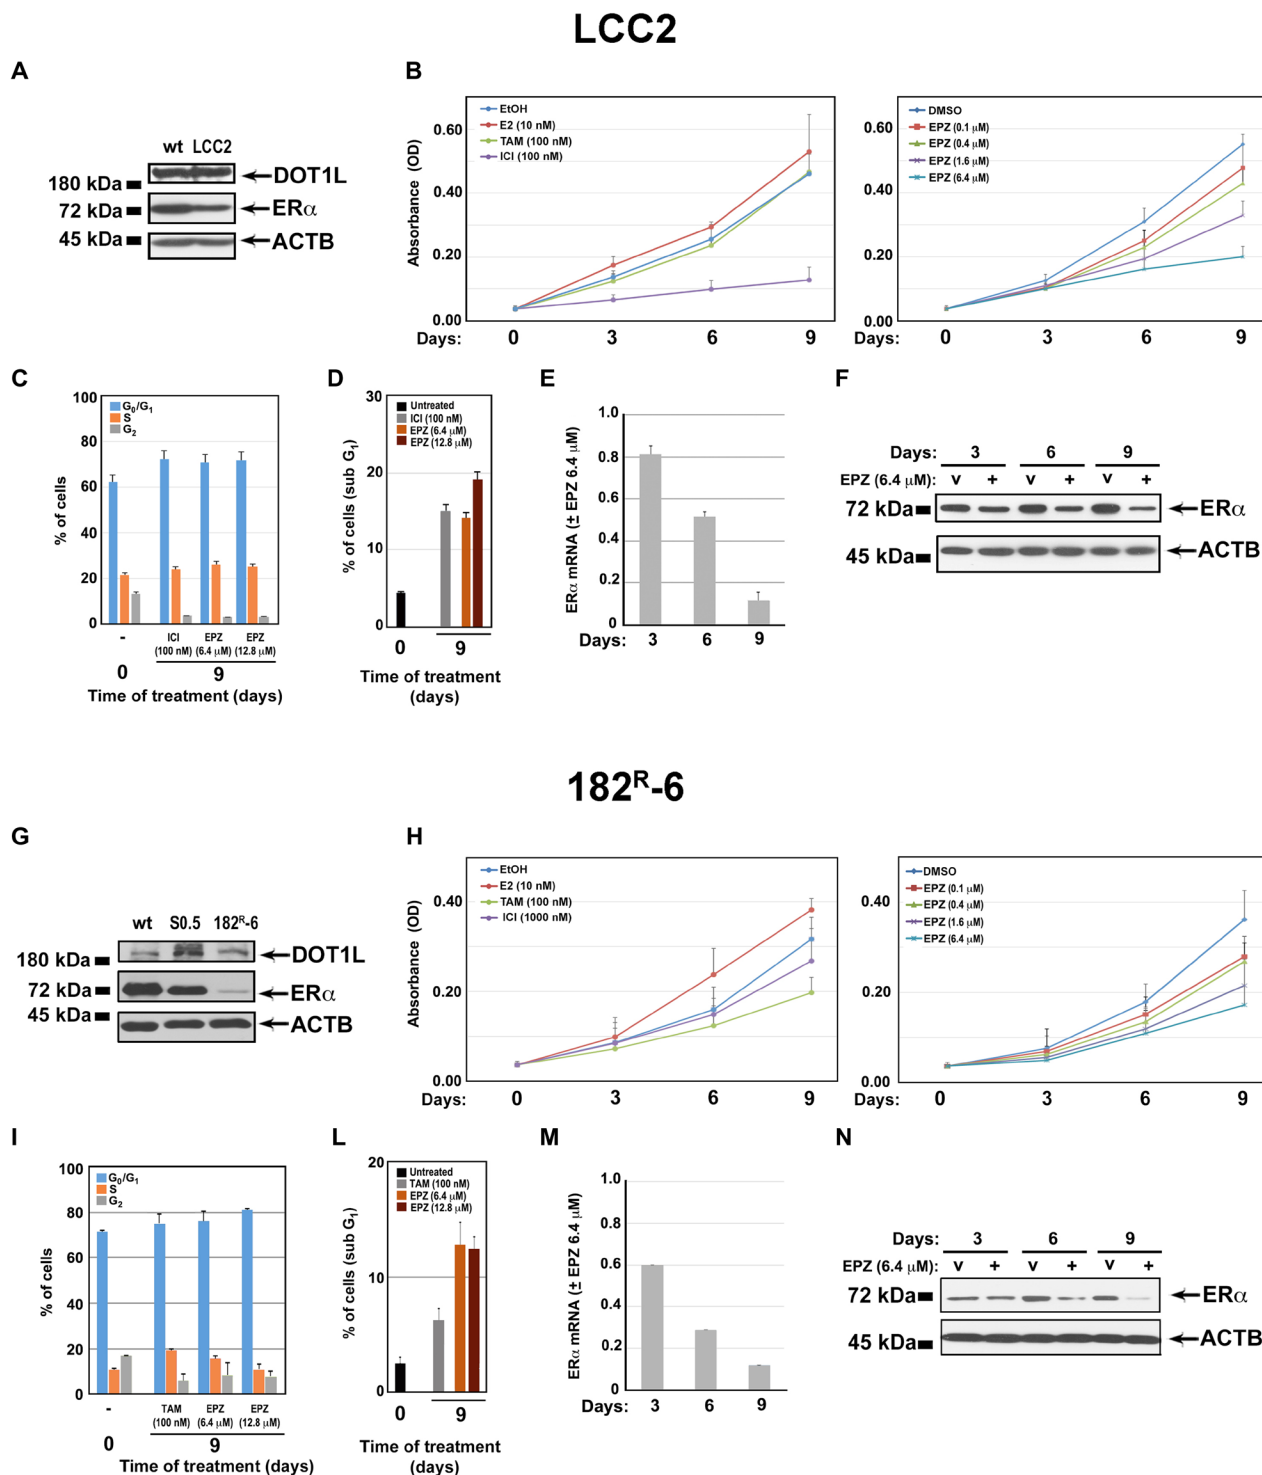 LCC2
A
wt LCC2
180 kDa
72 kDa
45 kDa
DOT1L
ERα
ACTB
B
Absorbance (OD)
0.60
0.40
0.20
0.00
EtOH
E2 (10 nM)
TAM (100 nM)
ICI (100 nM)
Days: 0 3 6 9
0.60
0.40
0.20
0.00
DMSO
EPZ (0.1 μM)
EPZ (0.4 μM)
EPZ (1.6 μM)
EPZ (6.4 μM)
Days: 0 3 6 9
C
% of cells
100
80
60
40
20
0
G0/G1
S
G2
- ICI EPZ EPZ
(100 nM) (6.4 μM) (12.8 μM)
0 9
Time of treatment (days)
D
% of cells (sub G1)
30
20
10
0
Untreated
ICI (100 nM)
EPZ (6.4 μM)
EPZ (12.8 μM)
0 9
Time of treatment
(days)
E
ERα mRNA (± EPZ 6.4 μM)
1.0
0.8
0.6
0.4
0.2
0
Days: 3 6 9
F
Days: 3 6 9
EPZ (6.4 μM): v + v + v +
72 kDa
45 kDa
ERα
ACTB
182R-6
G
wt S0.5 182R-6
180 kDa
72 kDa
45 kDa
DOT1L
ERα
ACTB
H
Absorbance (OD)
0.40
0.20
0.00
EtOH
E2 (10 nM)
TAM (100 nM)
ICI (1000 nM)
Days: 0 3 6 9
0.40
0.20
0.00
DMSO
EPZ (0.1 μM)
EPZ (0.4 μM)
EPZ (1.6 μM)
EPZ (6.4 μM)
Days: 0 3 6 9
I
% of cells
100
80
60
40
20
0
G0/G1
S
G2
- TAM EPZ EPZ
(100 nM) (6.4 μM) (12.8 μM)
0 9
Time of treatment (days)
L
% of cells (sub G1)
20
10
0
Untreated
TAM (100 nM)
EPZ (6.4 μM)
EPZ (12.8 μM)
0 9
Time of treatment
(days)
M
ERα mRNA (± EPZ 6.4 μM)
1.0
0.8
0.6
0.4
0.2
0
Days: 3 6 9
N
Days: 3 6 9
EPZ (6.4 μM): v + v + v +
72 kDa
45 kDa
ERα
ACTB